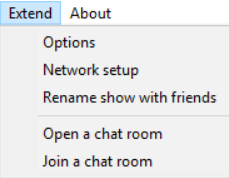 Extend About
Options
Network setup
Rename show with friends
Open a chat room
Join a chat room